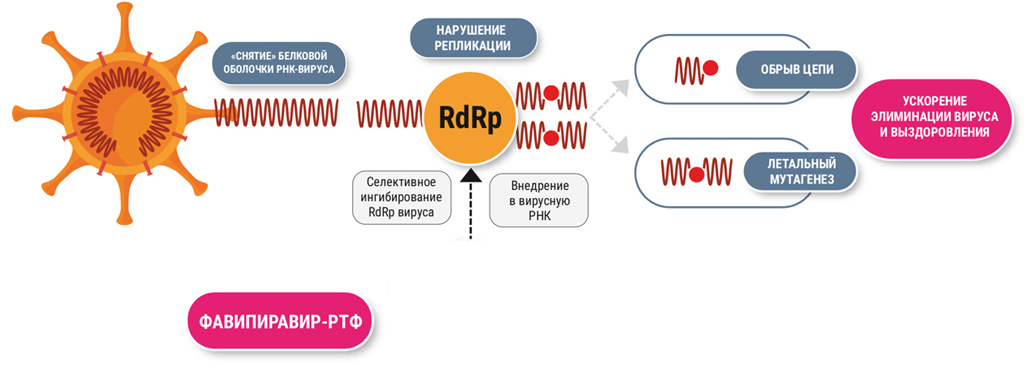 «СНЯТИЕ» БЕЛКОВОЙ
ОБОЛОЧКИ РНК-ВИРУСА
НАРУШЕНИЕ
РЕПЛИКАЦИИ
RdRp
Селективное
ингибирование
RdRp вируса
Внедрение
в вирусную
РНК
ОБРЫВ ЦЕПИ
ЛЕТАЛЬНЫЙ
МУТАГЕНЕЗ
УСКОРЕНИЕ
ЭЛИМИНАЦИИ ВИРУСА
И ВЫЗДОРОВЛЕНИЯ
ФАВИПИРАВИР-РТФ